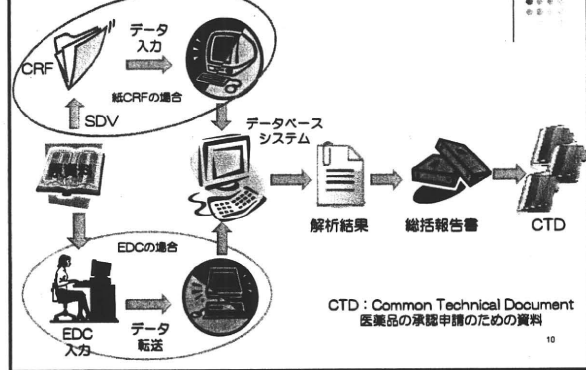 データ
入力
CRF
紙CRFの場合
SDV
データベース
システム
解析結果
総括報告書
CTD
EDCの場合
EDC
入力
データ
転送
CTD：Common Technical Document
医薬品の承認申請のための資料
10